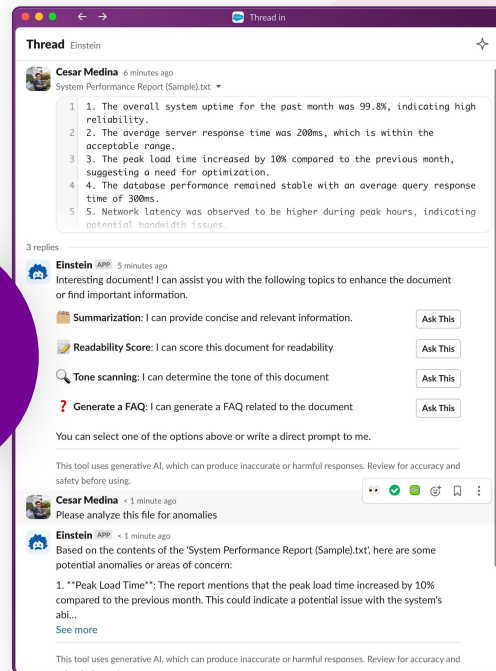 Thread in
Thread Einstein
Cesar Medina 6 minutes ago
System Performance Report (Sample).txt
1 1. The overall system uptime for the past month was 99.8%, indicating high
reliability.
2 2. The average server response time was 200ms, which is within the
acceptable range.
3 3. The peak load time increased by 10% compared to the previous month,
suggesting a need for optimization.
4 4. The database performance remained stable with an average query response
time of 300ms.
5 5. Network latency was observed to be higher during peak hours, indicating
potential bandwidth issues.
3 replies
Einstein APP 5 minutes ago
Interesting document! I can assist you with the following topics to enhance the document
or find important information.
Summarization: I can provide concise and relevant information. Ask This
Readability Score: I can score this document for readability Ask This
Tone scanning: I can determine the tone of this document Ask This
Generate a FAQ: I can generate a FAQ related to the document Ask This
You can select one of the options above or write a direct prompt to me.
This tool uses generative AI, which can produce inaccurate or harmful responses. Review for accuracy and
safety before using.
Cesar Medina < 1 minute ago
Please analyze this file for anomalies
Einstein APP < 1 minute ago
Based on the contents of the 'System Performance Report (Sample).txt', here are some
potential anomalies or areas of concern:
1. **Peak Load Time**: The report mentions that the peak load time increased by 10%
compared to the previous month. This could indicate a potential issue with the system's
abi...
See more
This tool uses generative AI, which can produce inaccurate or harmful responses. Review for accuracy and